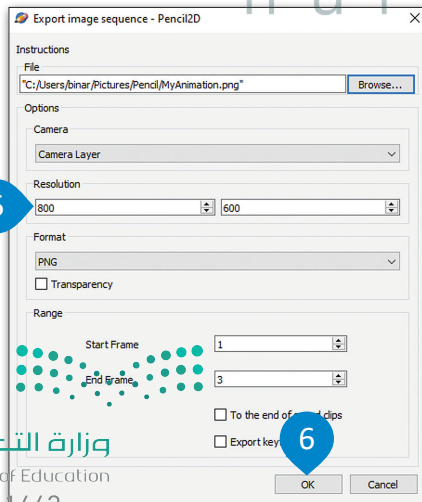 Export image sequence - Pencil2D
Instructions
File
"C:/Users/binar/Pictures/Pencil/MyAnimation.png" Browse...
Options
Camera
Camera Layer
Resolution
800 600
Format
PNG
Transparency
Range
Start Frame 1
End Frame 3
To the end of clips
Export
6
وزارة
of Education
OK Cancel